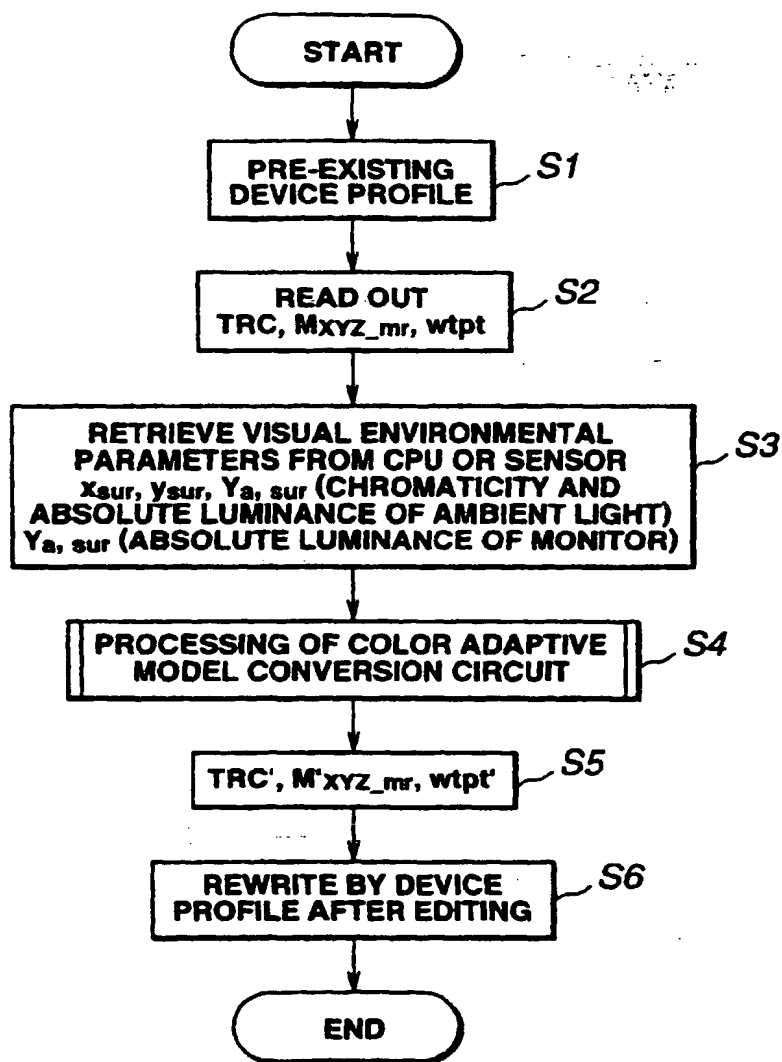 START
PRE-EXISTING
DEVICE PROFILE
S1
READ OUT
TRC, MXYZ_mr, wtpt
S2
RETRIEVE VISUAL ENVIRONMENTAL
PARAMETERS FROM CPU OR SENSOR
xsur, ysur, Ya, sur (CHROMATICITY AND
ABSOLUTE LUMINANCE OF AMBIENT LIGHT)
Ya, sur (ABSOLUTE LUMINANCE OF MONITOR)
S3
PROCESSING OF COLOR ADAPTIVE
MODEL CONVERSION CIRCUIT
S4
TRC', M'XYZ_mr, wtpt'
S5
REWRITE BY DEVICE
PROFILE AFTER EDITING
S6
END